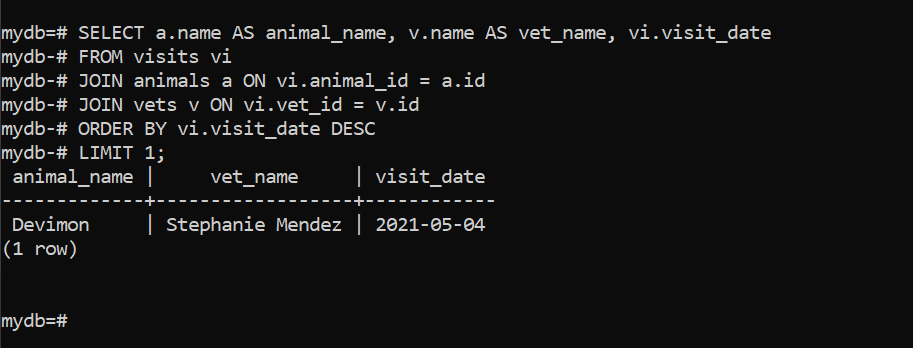 mydb=# SELECT a.name AS animal_name, v.name AS vet_name, vi.visit_date
mydb-# FROM visits vi
mydb-# JOIN animals a ON vi.animal_id = a.id
mydb-# JOIN vets v ON vi.vet_id = v.id
mydb-# ORDER BY vi.visit_date DESC
mydb-# LIMIT 1;
 animal_name |     vet_name     | visit_date
-------------+------------------+------------
 Devimon     | Stephanie Mendez | 2021-05-04
(1 row)
mydb=#